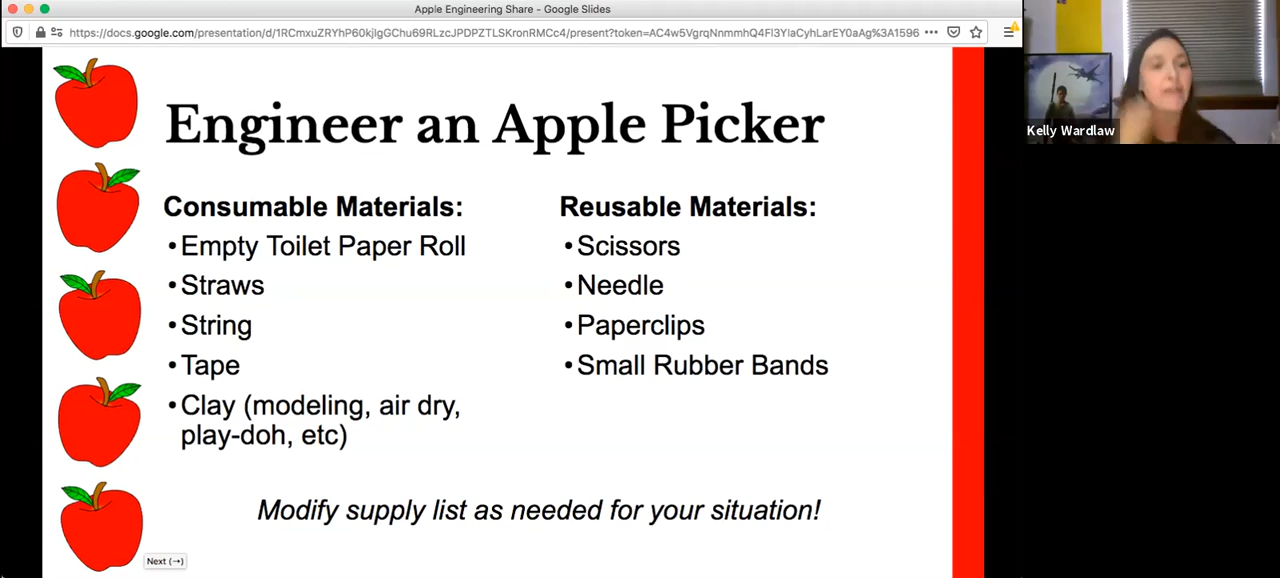 Apple Engineering Share - Google Slides
https://docs.google.com/presentation/d/1RCmxuZRYhP60kjIgGChu69RLzcJPDPZTLSKronRMCc4/present?token=AC4w5VgrqNnmmhQ4Fl3YlaCyhLarEY0aAg%3A1596
Kelly Wardlaw
Engineer an Apple Picker
Consumable Materials:
•Empty Toilet Paper Roll
•Straws
•String
•Tape
•Clay (modeling, air dry,
play-doh, etc)
Reusable Materials:
•Scissors
•Needle
•Paperclips
•Small Rubber Bands
Modify supply list as needed for your situation!
Next (→)